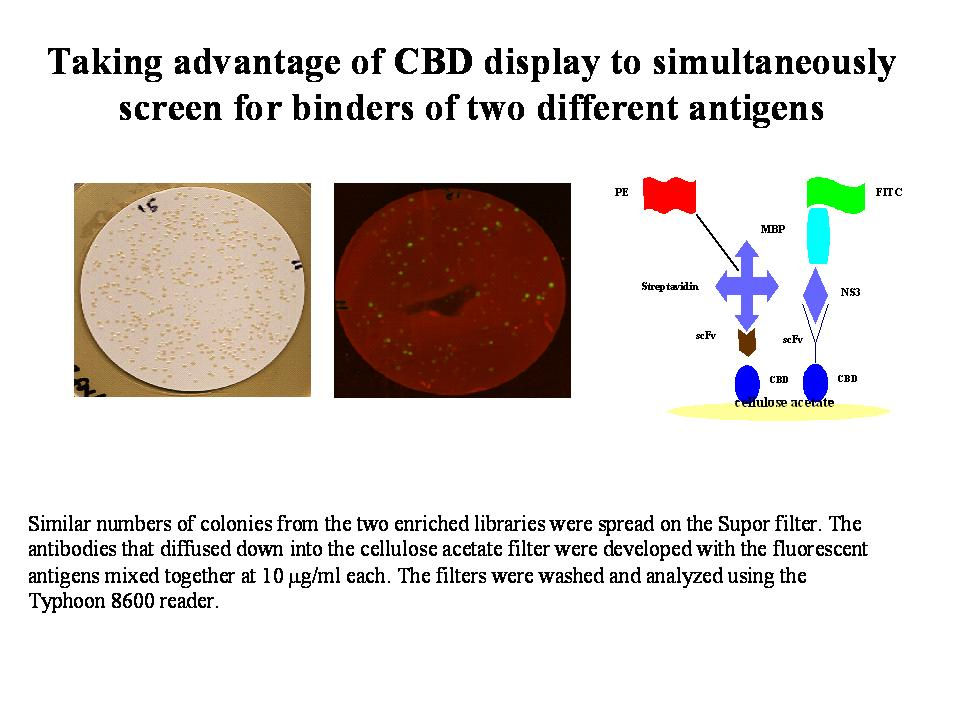 Taking advantage of CBD display to simultaneously
screen for binders of two different antigens
15
PE
FITC
MBP
Streptavidin
NS3
scFv
scFv
CBD
CBD
cellulose acetate
Similar numbers of colonies from the two enriched libraries were spread on the Supor filter. The
antibodies that diffused down into the cellulose acetate filter were developed with the fluorescent
antigens mixed together at 10 µg/ml each. The filters were washed and analyzed using the
Typhoon 8600 reader.